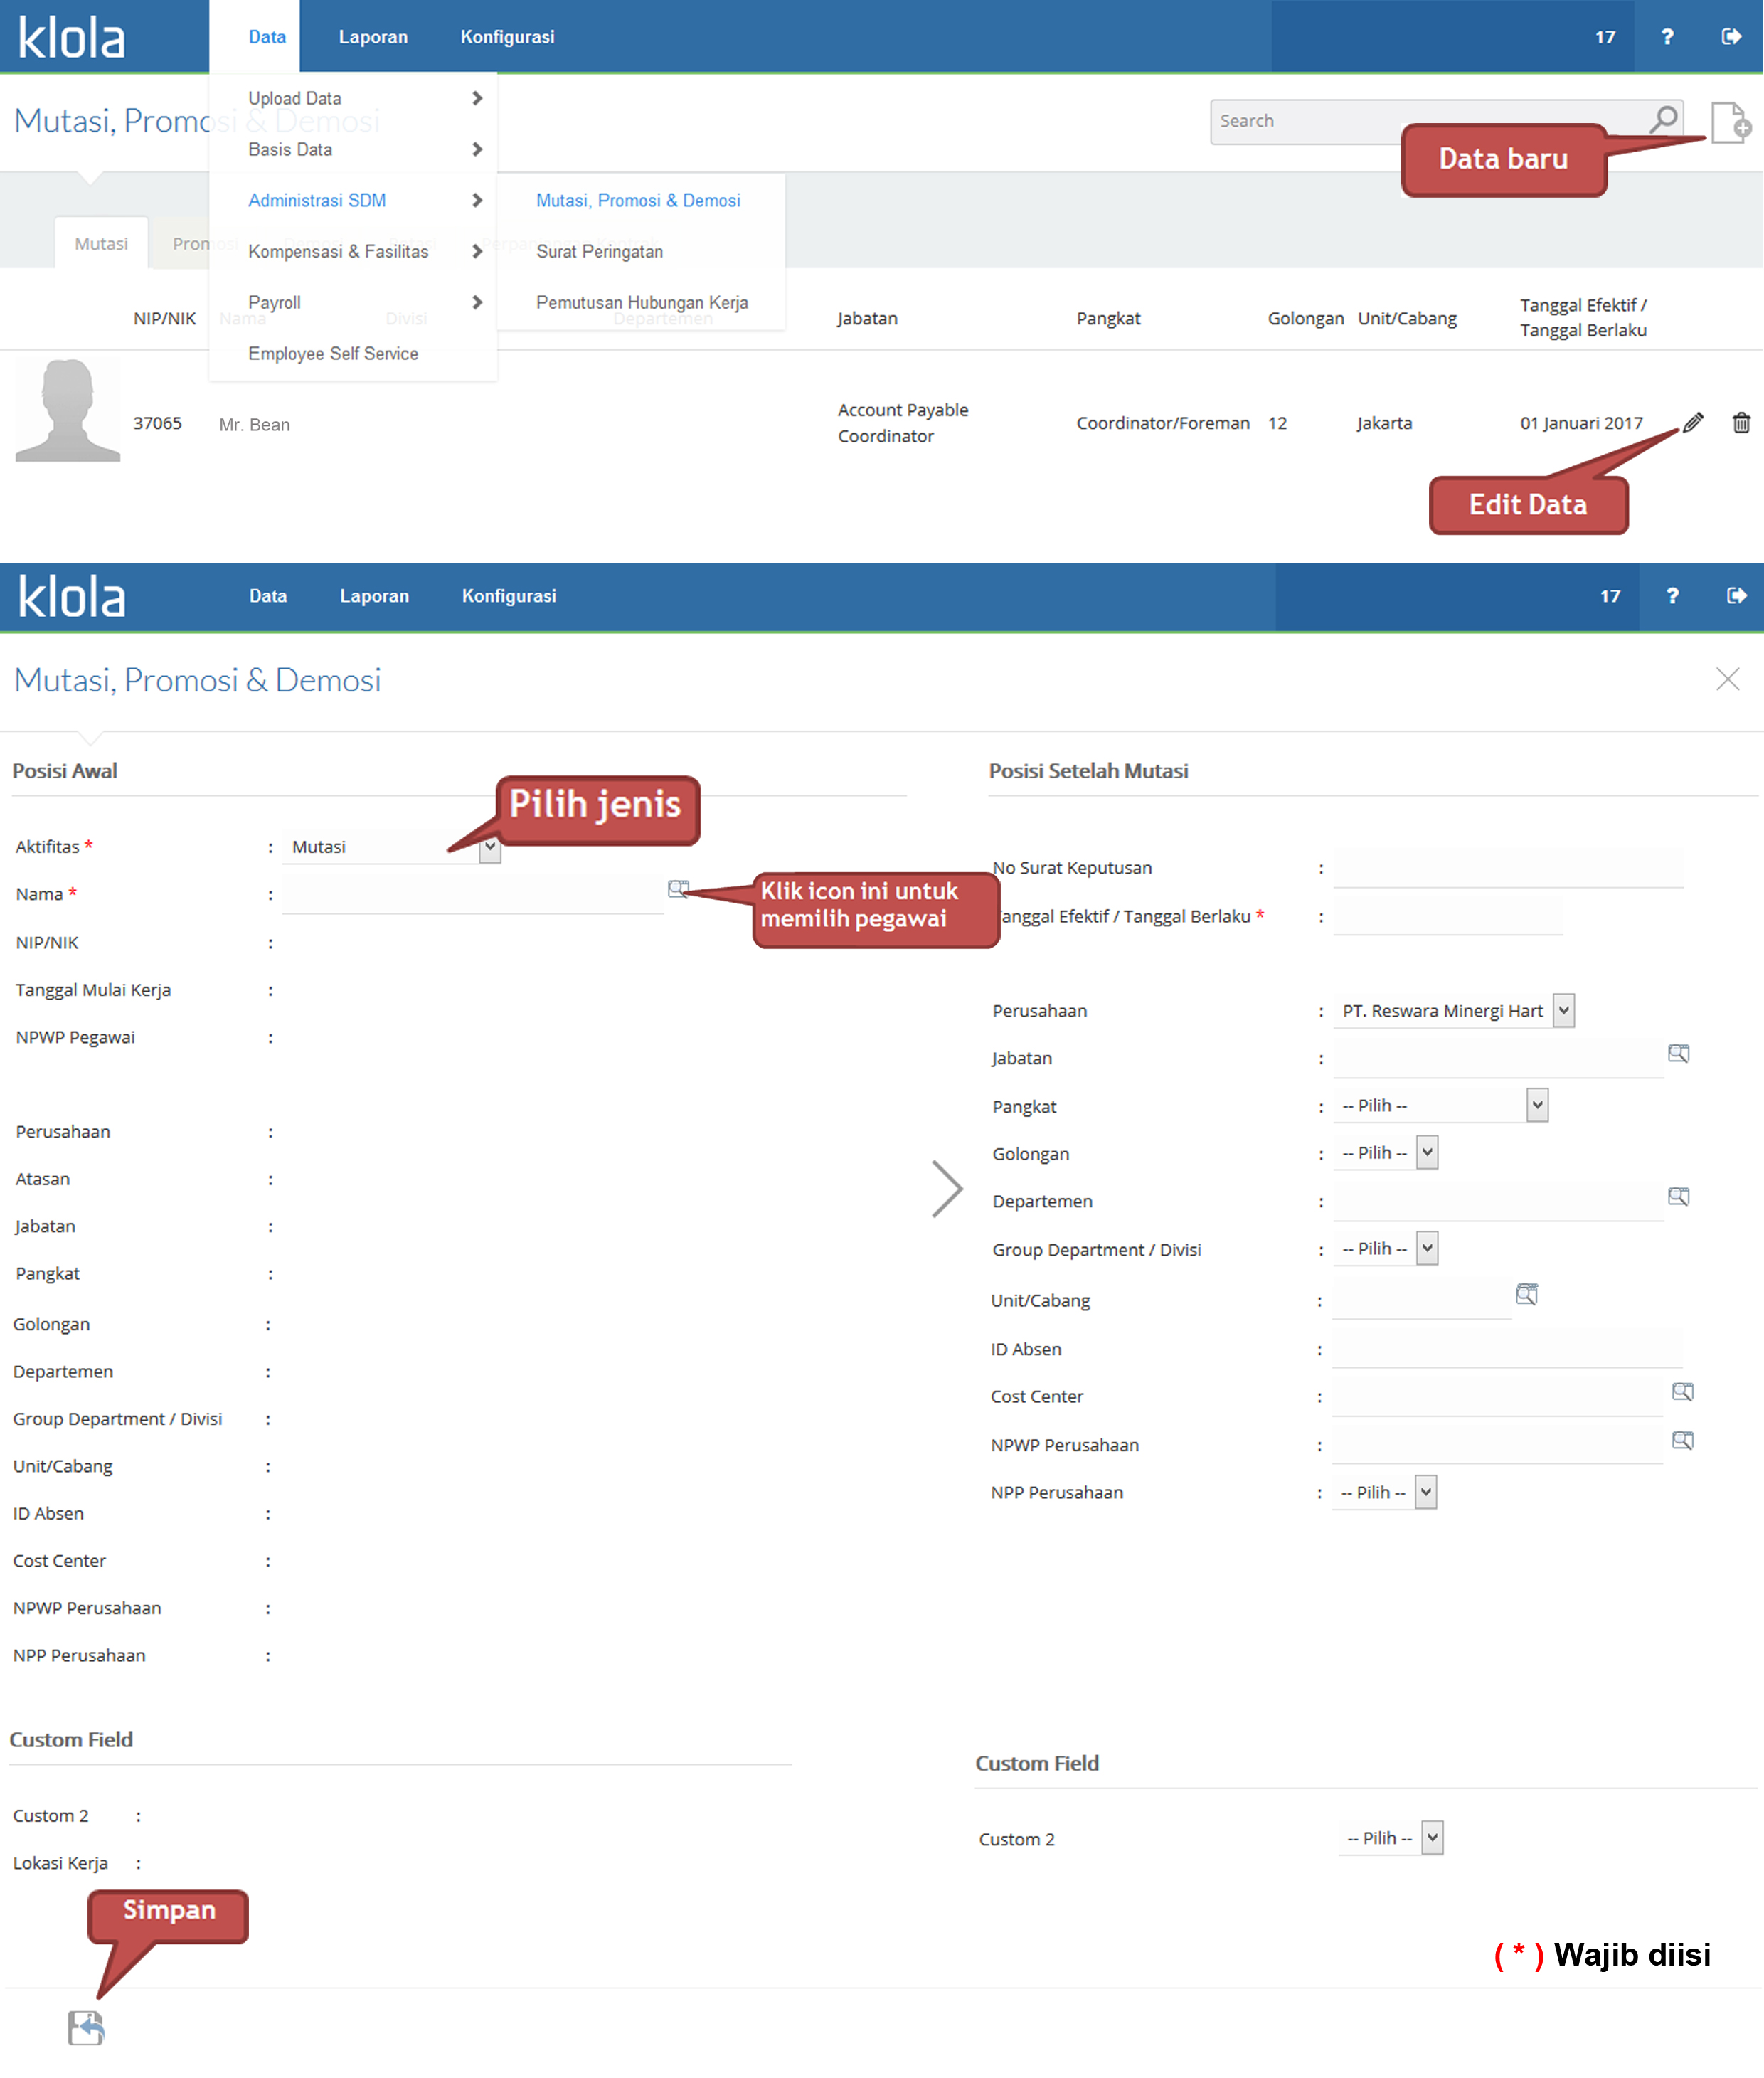 klola
Data
Laporan
Konfigurasi
17
?
Mutasi, Promosi & Demosi
Upload Data
Basis Data
Administrasi SDM
Kompensasi & Fasilitas
Payroll
Employee Self Service
Mutasi, Promosi & Demosi
Surat Peringatan
Pemutusan Hubungan Kerja
Search
Data baru
Mutasi
Promosi
NIP/NIK
Nama
Divisi
Departemen
Jabatan
Pangkat
Golongan
Unit/Cabang
Tanggal Efektif /
Tanggal Berlaku
37065
Mr. Bean
Account Payable
Coordinator
Coordinator/Foreman
12
Jakarta
01 Januari 2017
Edit Data
klola
Data
Laporan
Konfigurasi
17
?
Mutasi, Promosi & Demosi
Posisi Awal
Pilih jenis
Aktifitas * : Mutasi
Nama * :
Klik icon ini untuk
memilih pegawai
NIP/NIK :
Tanggal Mulai Kerja :
NPWP Pegawai :
Perusahaan :
Atasan :
Jabatan :
Pangkat :
Golongan :
Departemen :
Group Department / Divisi :
Unit/Cabang :
ID Absen :
Cost Center :
NPWP Perusahaan :
NPP Perusahaan :
Custom Field
Custom 2 :
Lokasi Kerja :
Simpan
Posisi Setelah Mutasi
No Surat Keputusan :
Tanggal Efektif / Tanggal Berlaku * :
Perusahaan : PT. Reswara Minergi Hart
Jabatan :
Pangkat : -- Pilih --
Golongan : -- Pilih --
Departemen :
Group Department / Divisi : -- Pilih --
Unit/Cabang :
ID Absen :
Cost Center :
NPWP Perusahaan :
NPP Perusahaan : -- Pilih --
Custom Field
Custom 2 -- Pilih --
( * ) Wajib diisi